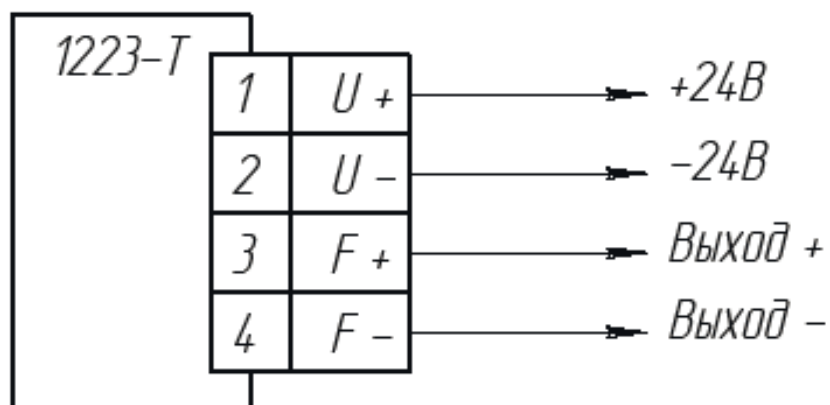 1223-Т
1 U + +24В
2 U - -24В
3 F + Выход +
4 F - Выход -